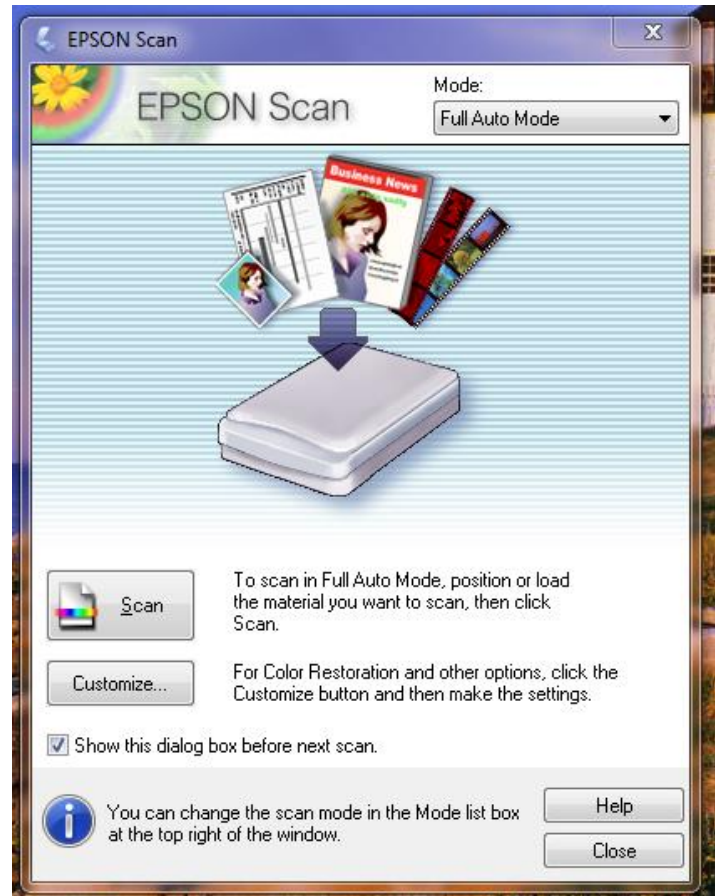 EPSON Scan
EPSON Scan
Mode:
Full Auto Mode
Business News
Scan
To scan in Full Auto Mode, position or load
the material you want to scan, then click
Scan.
Customize...
For Color Restoration and other options, click the
Customize button and then make the settings.
Show this dialog box before next scan.
You can change the scan mode in the Mode list box
at the top right of the window.
Help
Close